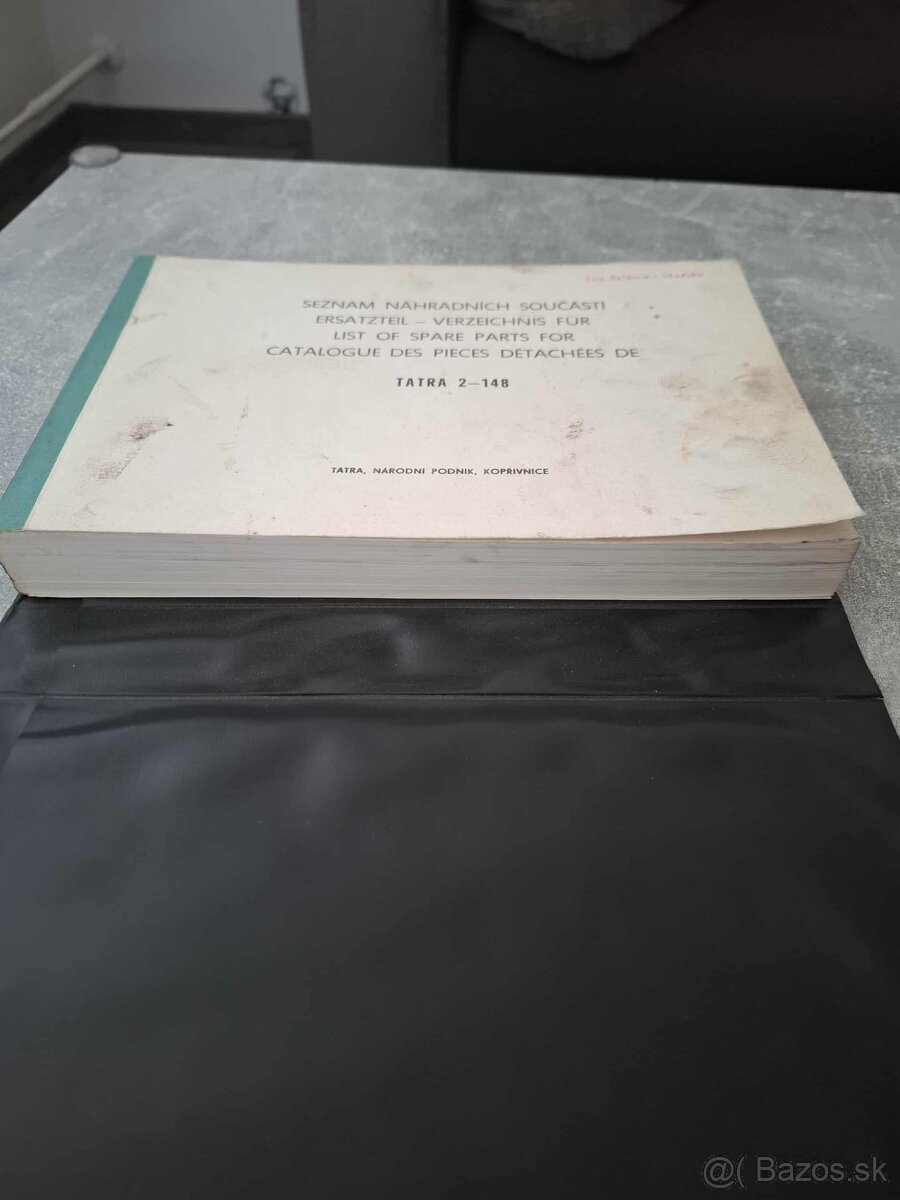 SEZNAM NÁHRADNÍCH SOUČÁSTÍ
ERSATZTEIL – VERZEICHNIS FÜR
LIST OF SPARE PARTS FOR
CATALOGUE DES PIECES DÉTACHÉES DE
TATRA 2–148
TATRA, NÁRODNÍ PODNIK, KOPŘIVNICE
@( Bazos.sk